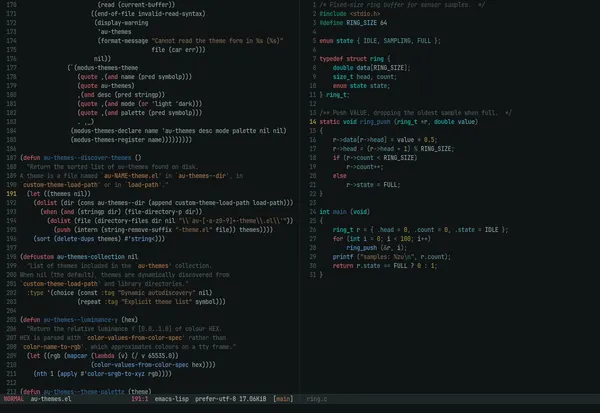 170 (read (current-buffer))
171 ((end-of-file invalid-read-syntax)
172 (display-warning
173 'au-themes
174 (format-message "Cannot read the theme form in %s (%s)"
175 file (car err)))
176 nil))
177 (`(modus-themes-theme
178 (quote ,(and name (pred symbolp)))
179 (quote au-themes)
180 ,(and desc (pred stringp))
181 (quote ,(and mode (or 'light 'dark)))
182 (quote ,(and palette (pred symbolp)))
183 . ,_)
184 (modus-themes-declare name 'au-themes desc mode palette nil nil)
185 (modus-themes-register name)))))))))
186
187 (defun au-themes--discover-themes ()
188 "Return the sorted list of au-themes found on disk.
189 A theme is a file named `au-NAME-theme.el' in `au-themes--dir', in
190 `custom-theme-load-path' or in `load-path'."
191 (let ((themes nil))
192 (dolist (dir (cons au-themes--dir (append custom-theme-load-path load-path)))
193 (when (and (stringp dir) (file-directory-p dir))
194 (dolist (file (directory-files dir nil "\\`au-[-a-z0-9]+-theme\\.el\\'"))
195 (push (intern (string-remove-suffix "-theme.el" file)) themes))))
196 (sort (delete-dups themes) #'string<)))
197
198 (defcustom au-themes-collection nil
199 "List of themes included in the `au-themes' collection.
200 When nil (the default), themes are dynamically discovered from
201 `custom-theme-load-path' and library directories."
202 :type '(choice (const :tag "Dynamic autodiscovery" nil)
203 (repeat :tag "Explicit theme list" symbol)))
204
205 (defun au-themes--luminance-y (hex)
206 "Return the relative luminance Y [0.0..1.0] of colour HEX.
207 HEX is parsed with `color-values-from-color-spec' rather than
208 `color-name-to-rgb', which approximates colours on a tty frame."
209 (let ((rgb (mapcar (lambda (v) (/ v 65535.0))
210 (color-values-from-color-spec hex))))
211 (nth 1 (apply #'color-srgb-to-xyz rgb))))
212
213 (defun au-themes--theme-palette (theme)
NORMAL au-themes.el 191:1 emacs-lisp prefer-utf-8 17.06KiB [main]
1 /* Fixed-size ring buffer for sensor samples. */
2 #include <stdio.h>
3 #define RING_SIZE 64
4
5 enum state { IDLE, SAMPLING, FULL };
6
7 typedef struct ring {
8 double data[RING_SIZE];
9 size_t head, count;
10 enum state state;
11 } ring_t;
12
13 /** Push VALUE, dropping the oldest sample when full. */
14 static void ring_push (ring_t *r, double value)
15 {
16 r->data[r->head] = value + 0.5;
17 r->head = (r->head + 1) % RING_SIZE;
18 if (r->count < RING_SIZE)
19 r->count++;
20 else
21 r->state = FULL;
22 }
23
24 int main (void)
25 {
26 ring_t r = { .head = 0, .count = 0, .state = IDLE };
27 for (int i = 0; i < 100; i++)
28 ring_push (&r, i);
29 printf ("samples: %zu\n", r.count);
30 return r.state == FULL ? 0 : 1;
31 }
ring.c